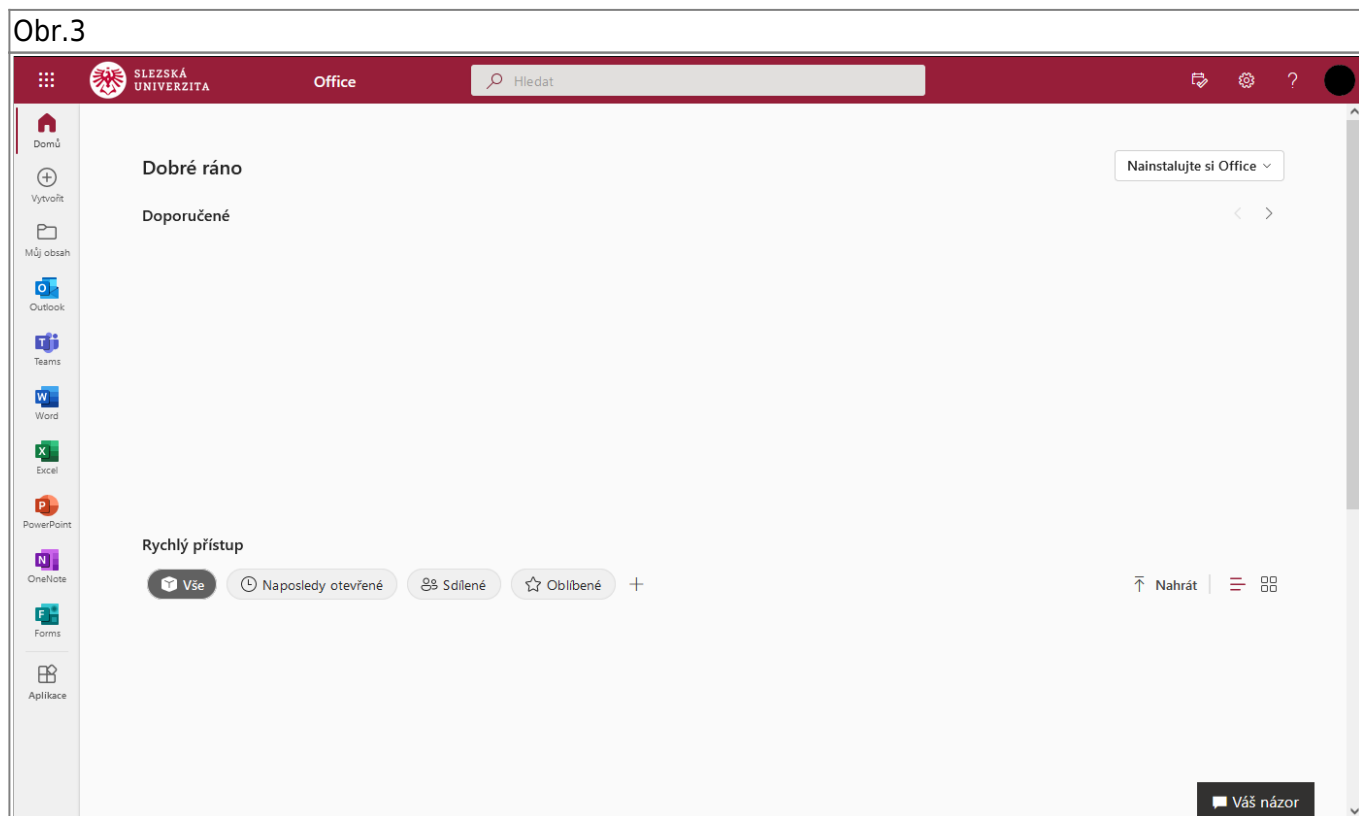 Obr.3
SLEZSKÁ
UNIVERZITA
Office
Hledat
Domů
Vytvořit
Můj obsah
Outlook
Teams
Word
Excel
PowerPoint
OneNote
Forms
Aplikace
Dobré ráno
Nainstalujte si Office
Doporučené
Rychlý přístup
Vše
Naposledy otevřené
Sdílené
Oblíbené
Nahrát
Váš názor